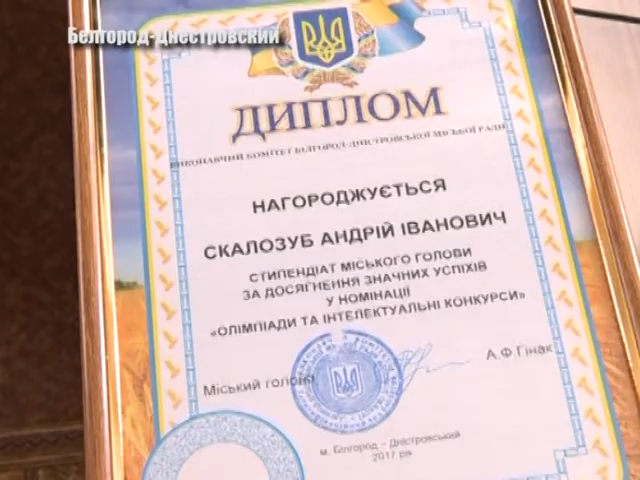 Белгород-Днестровский
ДИПЛОМ
ВИКОНАВЧИЙ КОМІТЕТ БІЛГОРОД-ДНІСТРОВСЬКОЇ МІСЬКОЇ РАДИ
НАГОРОДЖУЄТЬСЯ
СКАЛОЗУБ АНДРІЙ ІВАНОВИЧ
СТИПЕНДІАТ МІСЬКОГО ГОЛОВИ
ЗА ДОСЯГНЕННЯ ЗНАЧНИХ УСПІХІВ
У НОМІНАЦІЇ
«ОЛІМПІАДИ ТА ІНТЕЛЕКТУАЛЬНІ КОНКУРСИ»
Міський голова А.Ф.Гінак
м. Білгород – Дністровський
2017 рік